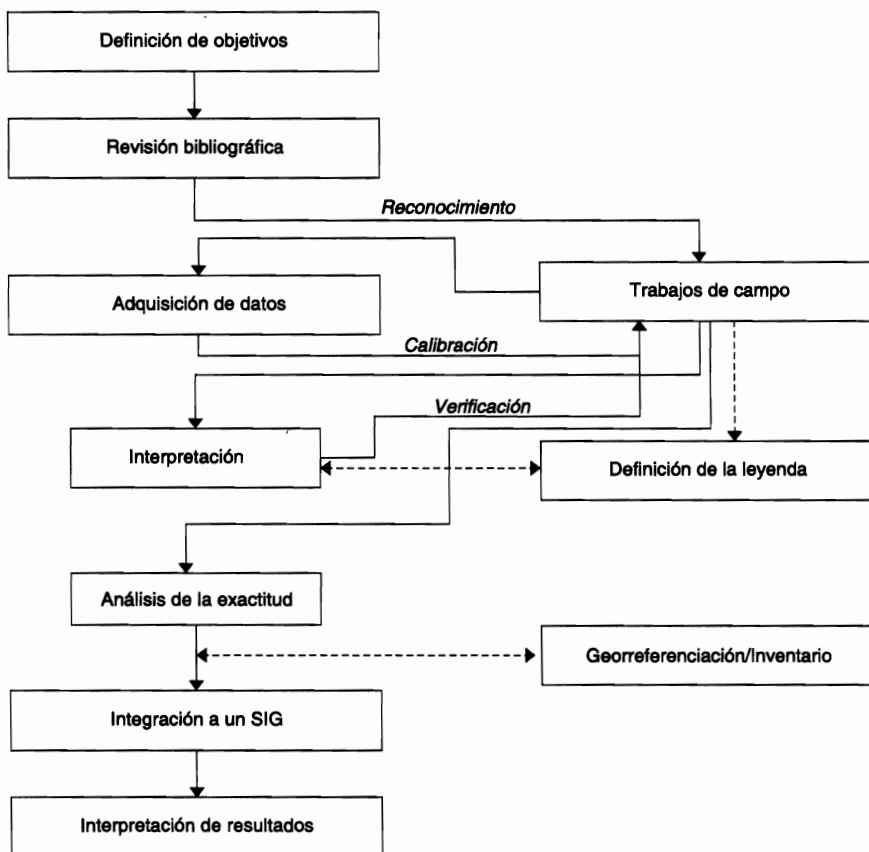 Definición de objetivos
Revisión bibliográfica
Reconocimiento
Adquisición de datos
Trabajos de campo
Calibración
Verificación
Interpretación
Definición de la leyenda
Análisis de la exactitud
Georreferenciación/Inventario
Integración a un SIG
Interpretación de resultados